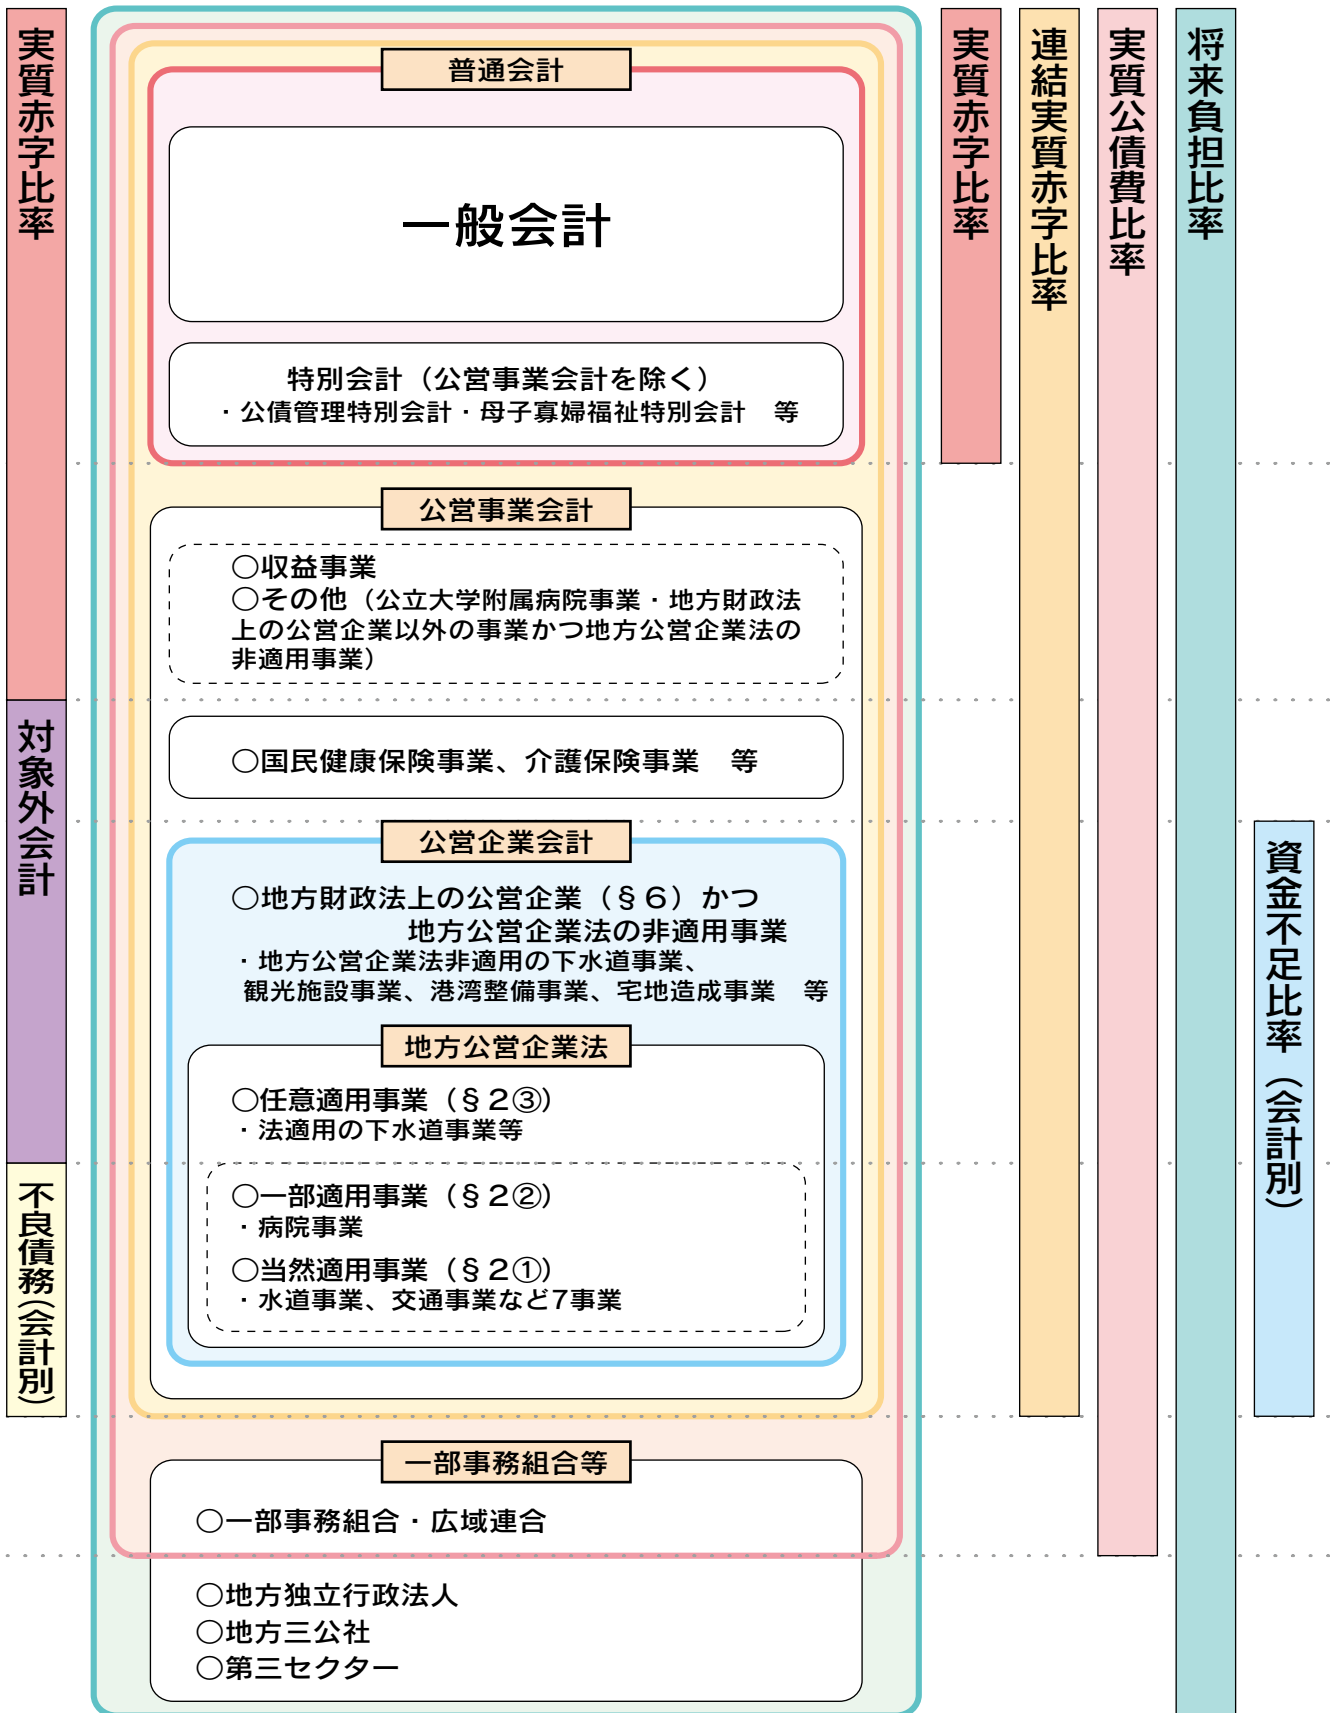 実質赤字比率
対象外会計
不良債務(会計別)
普通会計
一般会計
特別会計（公営事業会計を除く）
・公債管理特別会計・母子寡婦福祉特別会計　等
公営事業会計
○収益事業
○その他（公立大学附属病院事業・地方財政法
上の公営企業以外の事業かつ地方公営企業法の
非適用事業）
○国民健康保険事業、介護保険事業　等
公営企業会計
○地方財政法上の公営企業（§６）かつ
地方公営企業法の非適用事業
・地方公営企業法非適用の下水道事業、
観光施設事業、港湾整備事業、宅地造成事業　等
地方公営企業法
○任意適用事業（§２③）
・法適用の下水道事業等
○一部適用事業（§２②）
・病院事業
○当然適用事業（§２①）
・水道事業、交通事業など7事業
一部事務組合等
○一部事務組合・広域連合
○地方独立行政法人
○地方三公社
○第三セクター
実質赤字比率
連結実質赤字比率
実質公債費比率
将来負担比率
資金不足比率（会計別）